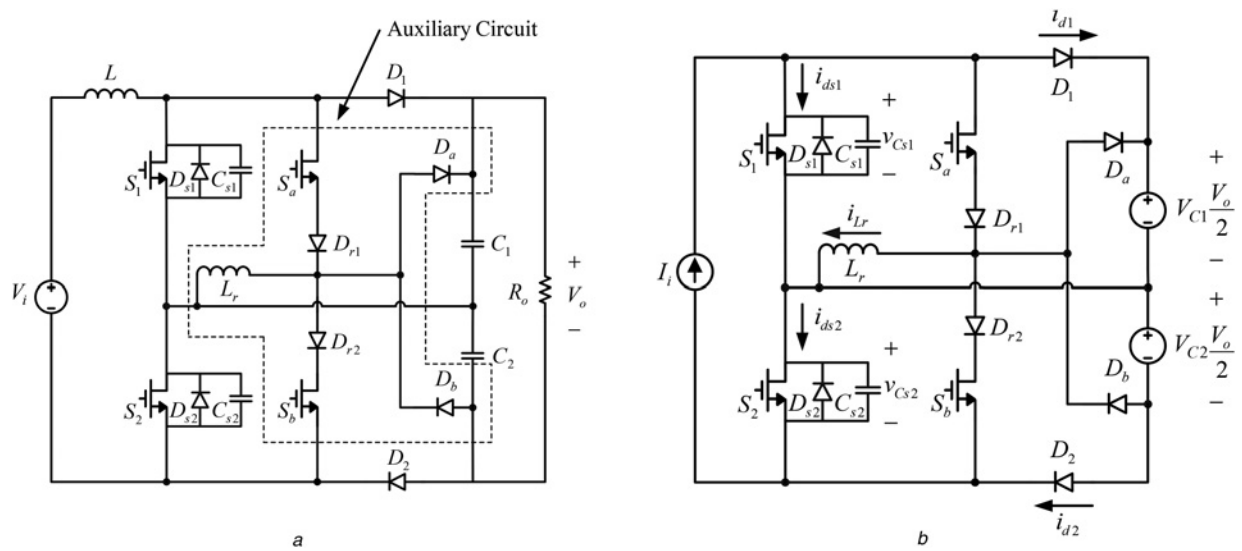 Auxiliary Circuit
L
D1
S1
Ds1
Cs1
Sa
Da
Dr1
C1
Lr
Vi
Ro
+
Vo
−
Dr2
C2
Db
S2
Ds2
Cs2
Sb
D2
a
id1
D1
ids1
+
vCs1
−
S1
Ds1
Cs1
Sa
Da
Dr1
iLr
Lr
+
VC1 Vo/2
−
Ii
ids2
Dr2
+
VC2 Vo/2
−
Db
+
vCs2
−
S2
Ds2
Cs2
Sb
D2
id2
b